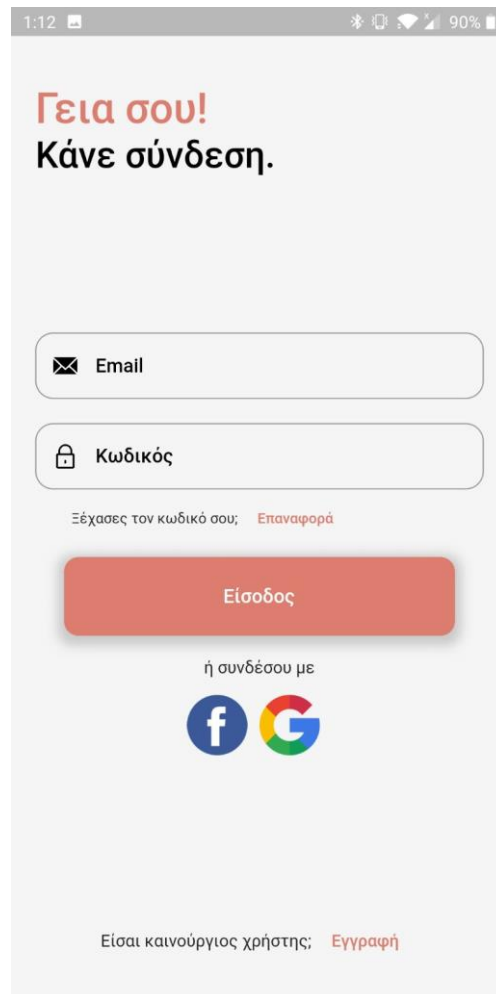 1:12 90%
Γεια σου!
Κάνε σύνδεση.
Email
Κωδικός
Ξέχασες τον κωδικό σου; Επαναφορά
Είσοδος
ή συνδέσου με
Είσαι καινούργιος χρήστης; Εγγραφή